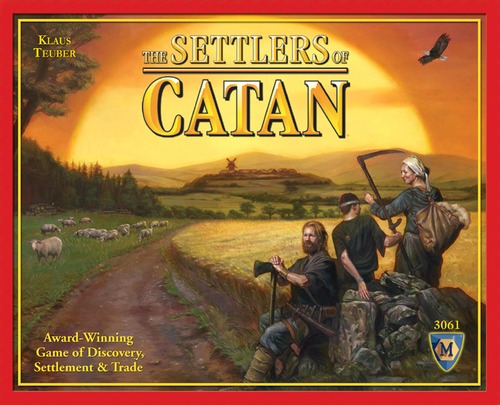 KLAUS
TEUBER
THE SETTLERS OF
CATAN
Award-Winning
Game of Discovery,
Settlement & Trade
3061
M